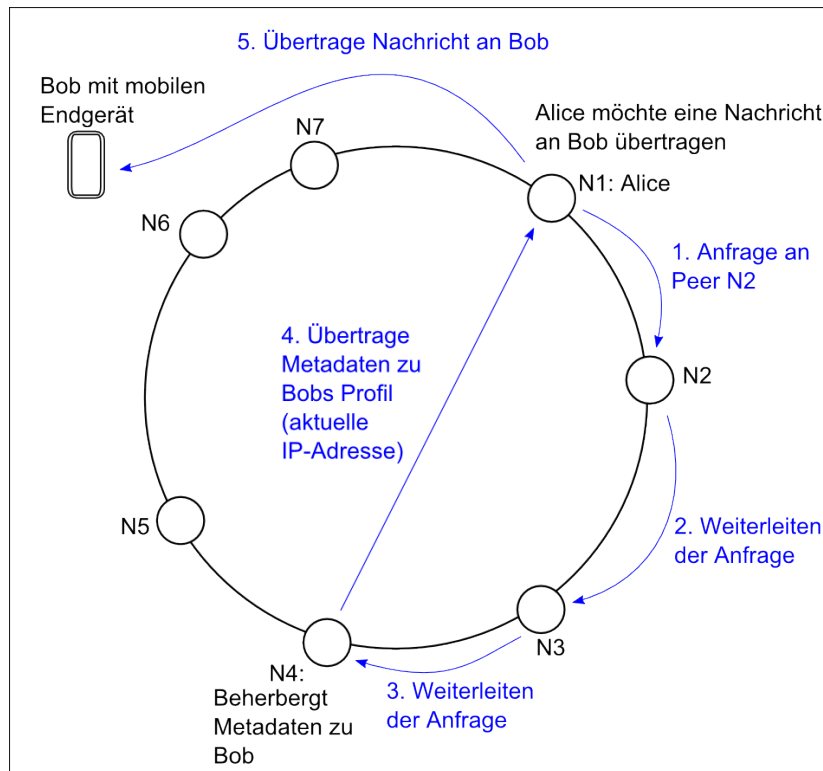 5. Übertrage Nachricht an Bob
Bob mit mobilen
Endgerät
Alice möchte eine Nachricht
an Bob übertragen
N7
N1: Alice
N6
1. Anfrage an
Peer N2
4. Übertrage
Metadaten zu
Bobs Profil
(aktuelle
IP-Adresse)
N2
N5
2. Weiterleiten
der Anfrage
N3
N4:
Beherbergt
Metadaten zu
Bob
3. Weiterleiten
der Anfrage